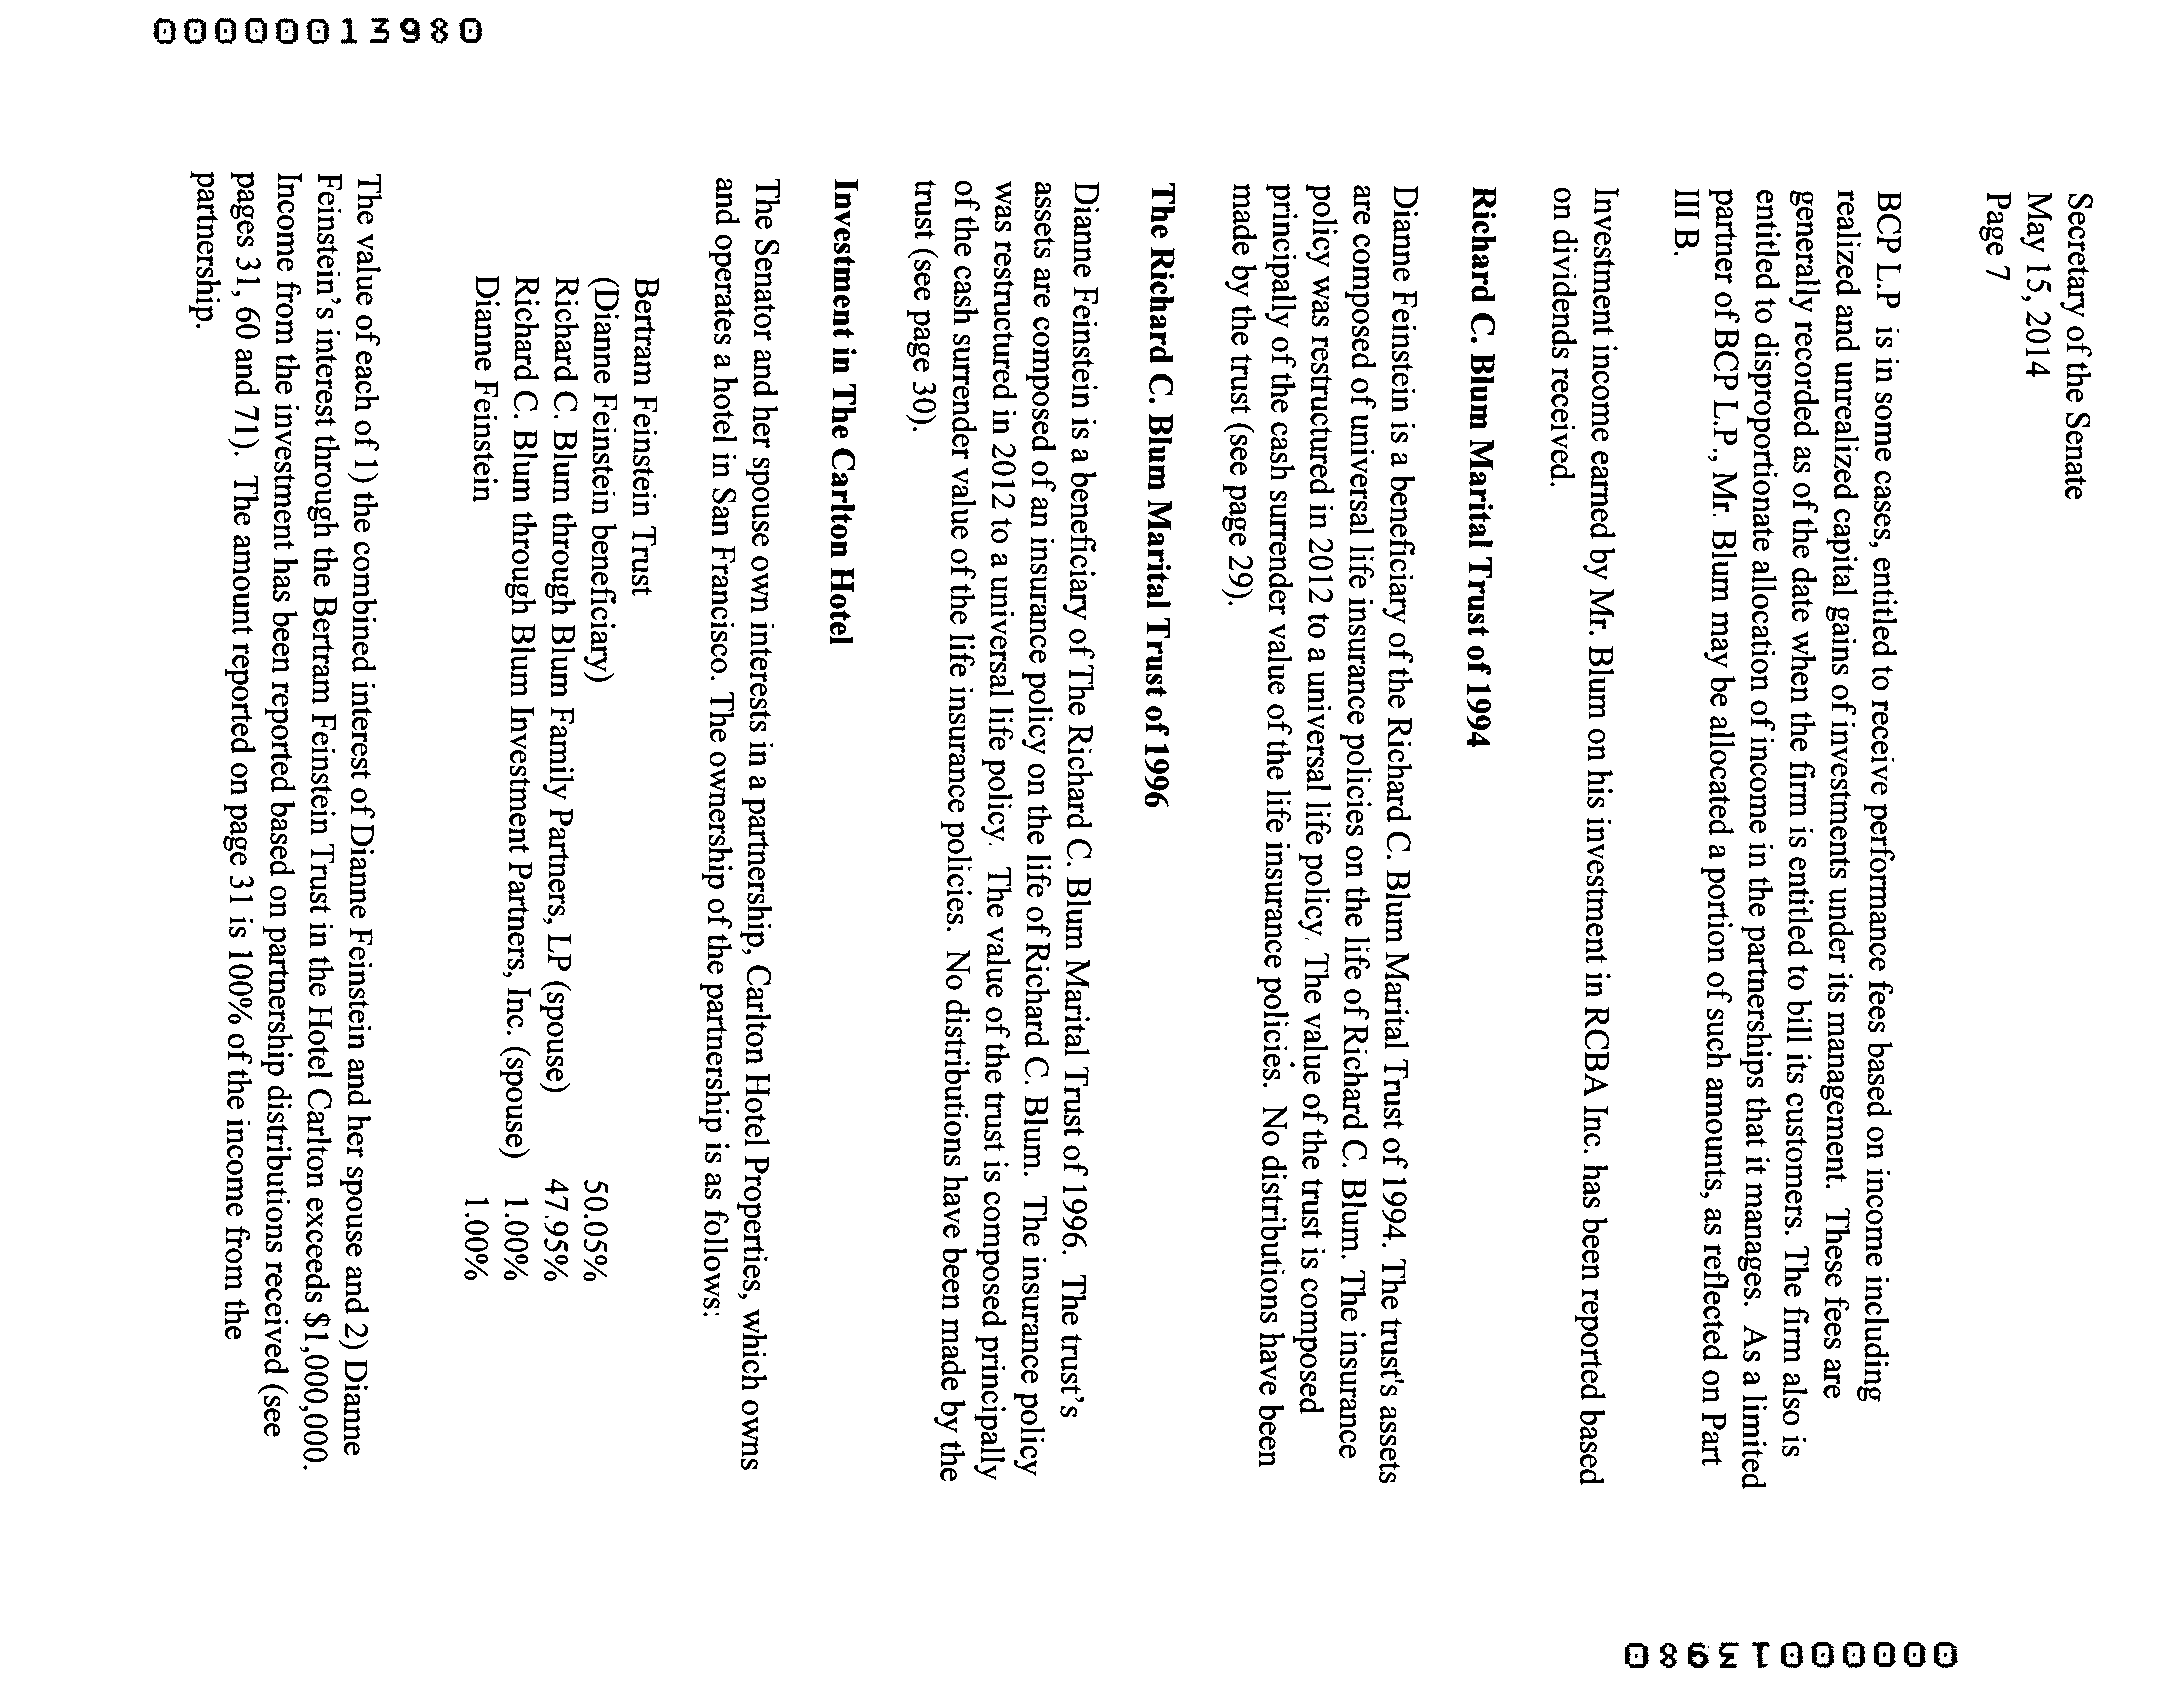 00000013980
Secretary of the Senate
May 15, 2014
Page 7
BCP L.P is in some cases, entitled to receive performance fees based on income including
realized and unrealized capital gains of investments under its management. These fees are
generally recorded as of the date when the firm is entitled to bill its customers. The firm also is
entitled to disproportionate allocation of income in the partnerships that it manages. As a limited
partner of BCP L.P., Mr. Blum may be allocated a portion of such amounts, as reflected on Part
III B.
Investment income earned by Mr. Blum on his investment in RCBA Inc. has been reported based
on dividends received.
Richard C. Blum Marital Trust of 1994
Dianne Feinstein is a beneficiary of the Richard C. Blum Marital Trust of 1994. The trust's assets
are composed of universal life insurance policies on the life of Richard C. Blum. The insurance
policy was restructured in 2012 to a universal life policy. The value of the trust is composed
principally of the cash surrender value of the life insurance policies. No distributions have been
made by the trust (see page 29).
The Richard C. Blum Marital Trust of 1996
Dianne Feinstein is a beneficiary of The Richard C. Blum Marital Trust of 1996. The trust's
assets are composed of an insurance policy on the life of Richard C. Blum. The insurance policy
was restructured in 2012 to a universal life policy. The value of the trust is composed principally
of the cash surrender value of the life insurance policies. No distributions have been made by the
trust (see page 30).
Investment in The Carlton Hotel
The Senator and her spouse own interests in a partnership, Carlton Hotel Properties, which owns
and operates a hotel in San Francisco. The ownership of the partnership is as follows:
Bertram Feinstein Trust
(Dianne Feinstein beneficiary) 50.05%
Richard C. Blum through Blum Family Partners, LP (spouse) 47.95%
Richard C. Blum through Blum Investment Partners, Inc. (spouse) 1.00%
Dianne Feinstein 1.00%
The value of each of 1) the combined interest of Dianne Feinstein and her spouse and 2) Dianne
Feinstein's interest through the Bertram Feinstein Trust in the Hotel Carlton exceeds $1,000,000.
Income from the investment has been reported based on partnership distributions received (see
pages 31, 60 and 71). The amount reported on page 31 is 100% of the income from the
partnership.
00000013980